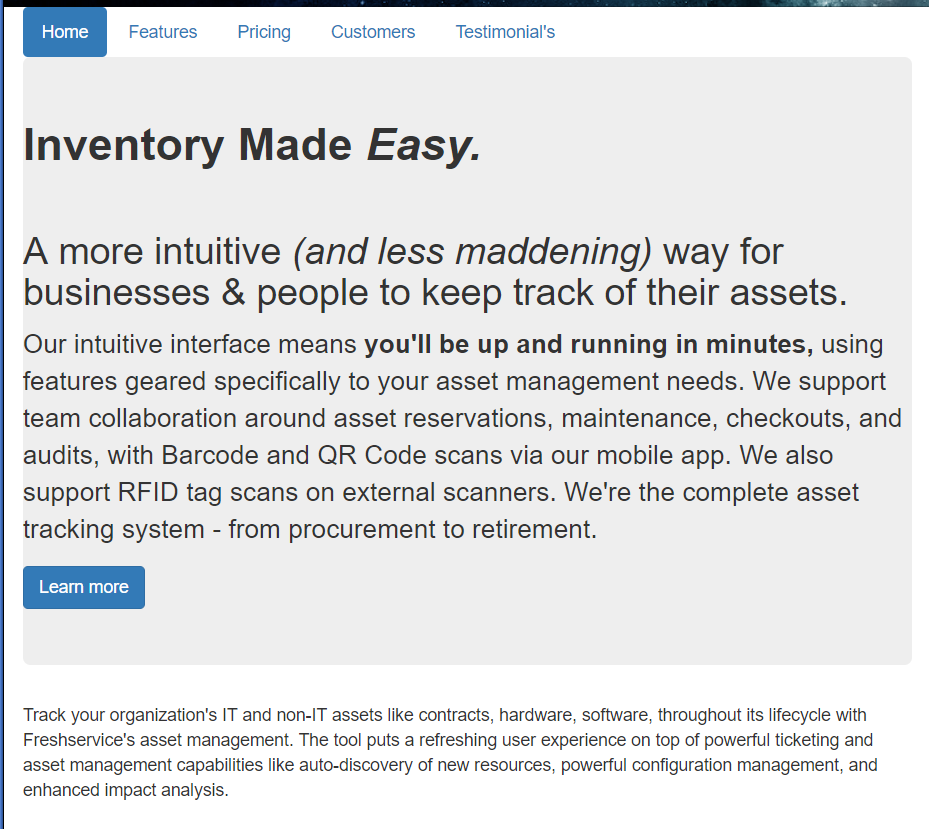 Home Features Pricing Customers Testimonial's
Inventory Made Easy.
A more intuitive (and less maddening) way for
businesses & people to keep track of their assets.
Our intuitive interface means you'll be up and running in minutes, using
features geared specifically to your asset management needs. We support
team collaboration around asset reservations, maintenance, checkouts, and
audits, with Barcode and QR Code scans via our mobile app. We also
support RFID tag scans on external scanners. We're the complete asset
tracking system - from procurement to retirement.
Learn more
Track your organization's IT and non-IT assets like contracts, hardware, software, throughout its lifecycle with
Freshservice's asset management. The tool puts a refreshing user experience on top of powerful ticketing and
asset management capabilities like auto-discovery of new resources, powerful configuration management, and
enhanced impact analysis.